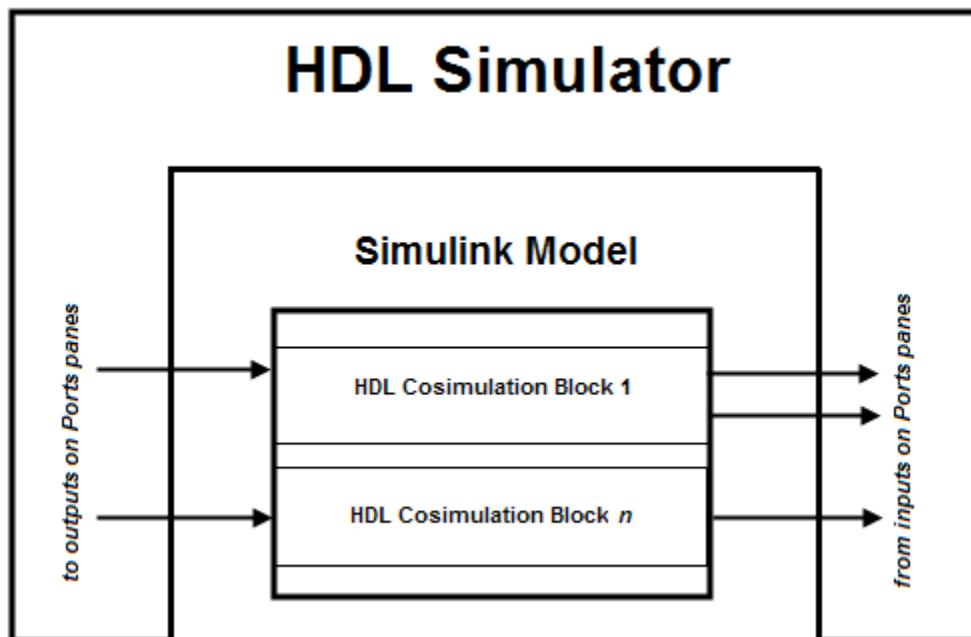 HDL Simulator
Simulink Model
to outputs on Ports panes
HDL Cosimulation Block 1
HDL Cosimulation Block n
from inputs on Ports panes